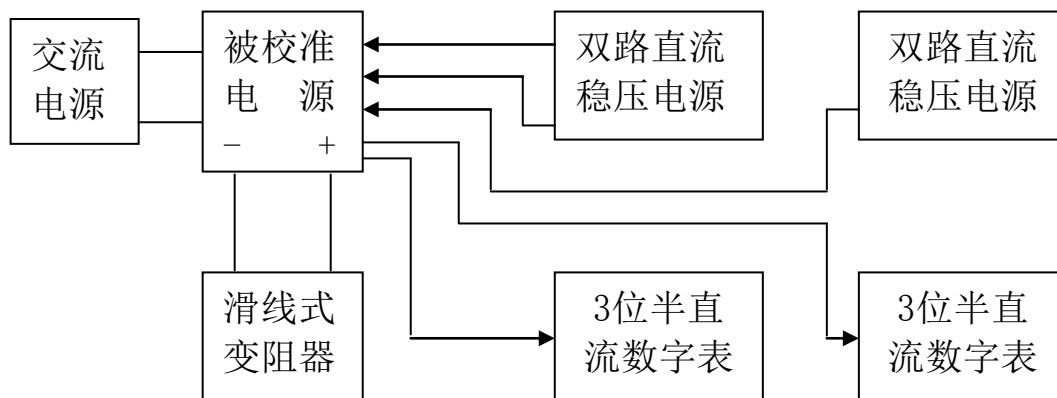 交流
电源
被校准
电 源
－ ＋
双路直流
稳压电源
双路直流
稳压电源
滑线式
变阻器
3位半直
流数字表
3位半直
流数字表